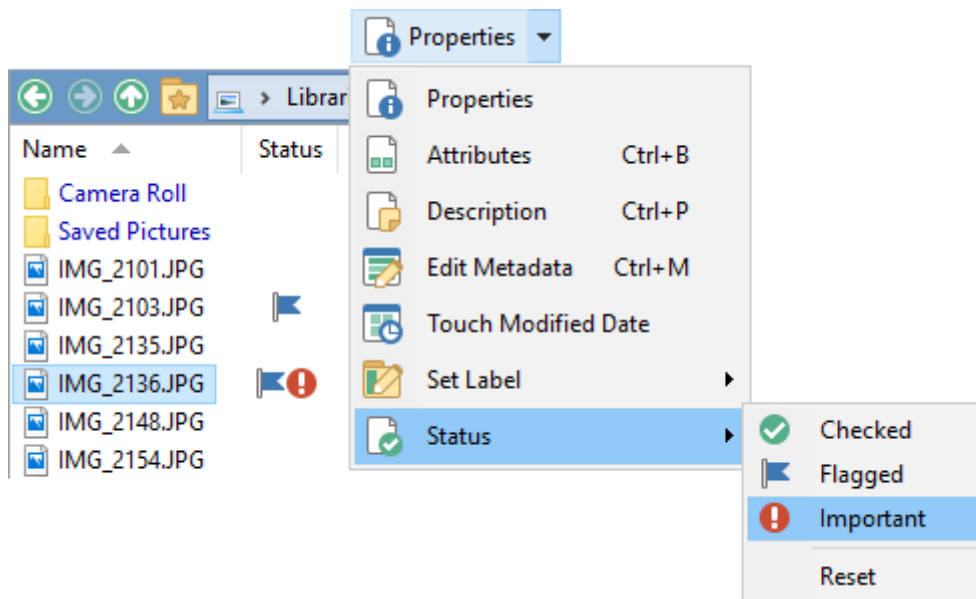 Properties
Librar
Name Status
Camera Roll
Saved Pictures
IMG_2101.JPG
IMG_2103.JPG
IMG_2135.JPG
IMG_2136.JPG
IMG_2148.JPG
IMG_2154.JPG
Properties
Attributes Ctrl+B
Description Ctrl+P
Edit Metadata Ctrl+M
Touch Modified Date
Set Label
Status
Checked
Flagged
Important
Reset